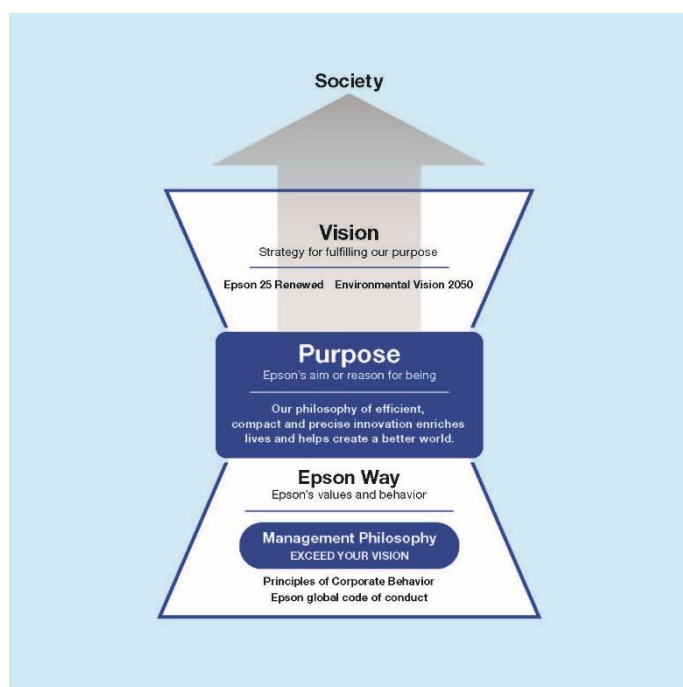 Society
Vision
Strategy for fulfilling our purpose
Epson 25 Renewed Environmental Vision 2050
Purpose
Epson's aim or reason for being
Our philosophy of efficient,
compact and precise innovation enriches
lives and helps create a better world.
Epson Way
Epson's values and behavior
Management Philosophy
EXCEED YOUR VISION
Principles of Corporate Behavior
Epson global code of conduct